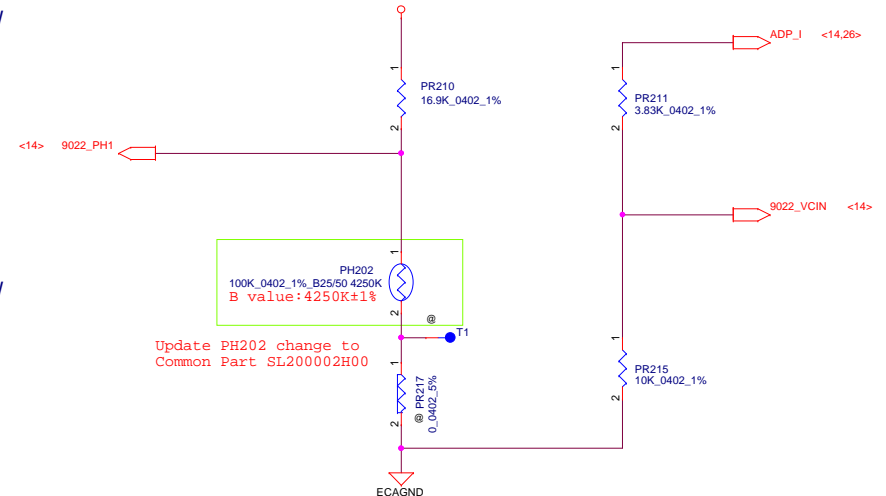 ADP_I <14,26>
1
PR210
16.9K_0402_1%
2
1
PR211
3.83K_0402_1%
2
<14> 9022_PH1
9022_VCIN <14>
1
PH202
100K_0402_1%_B25/50 4250K
B value:4250K±1%
2
@
T1
Update PH202 change to
Common Part SL200002H00
1
@ PR217
0_0402_5%
2
1
PR215
10K_0402_1%
2
ECAGND